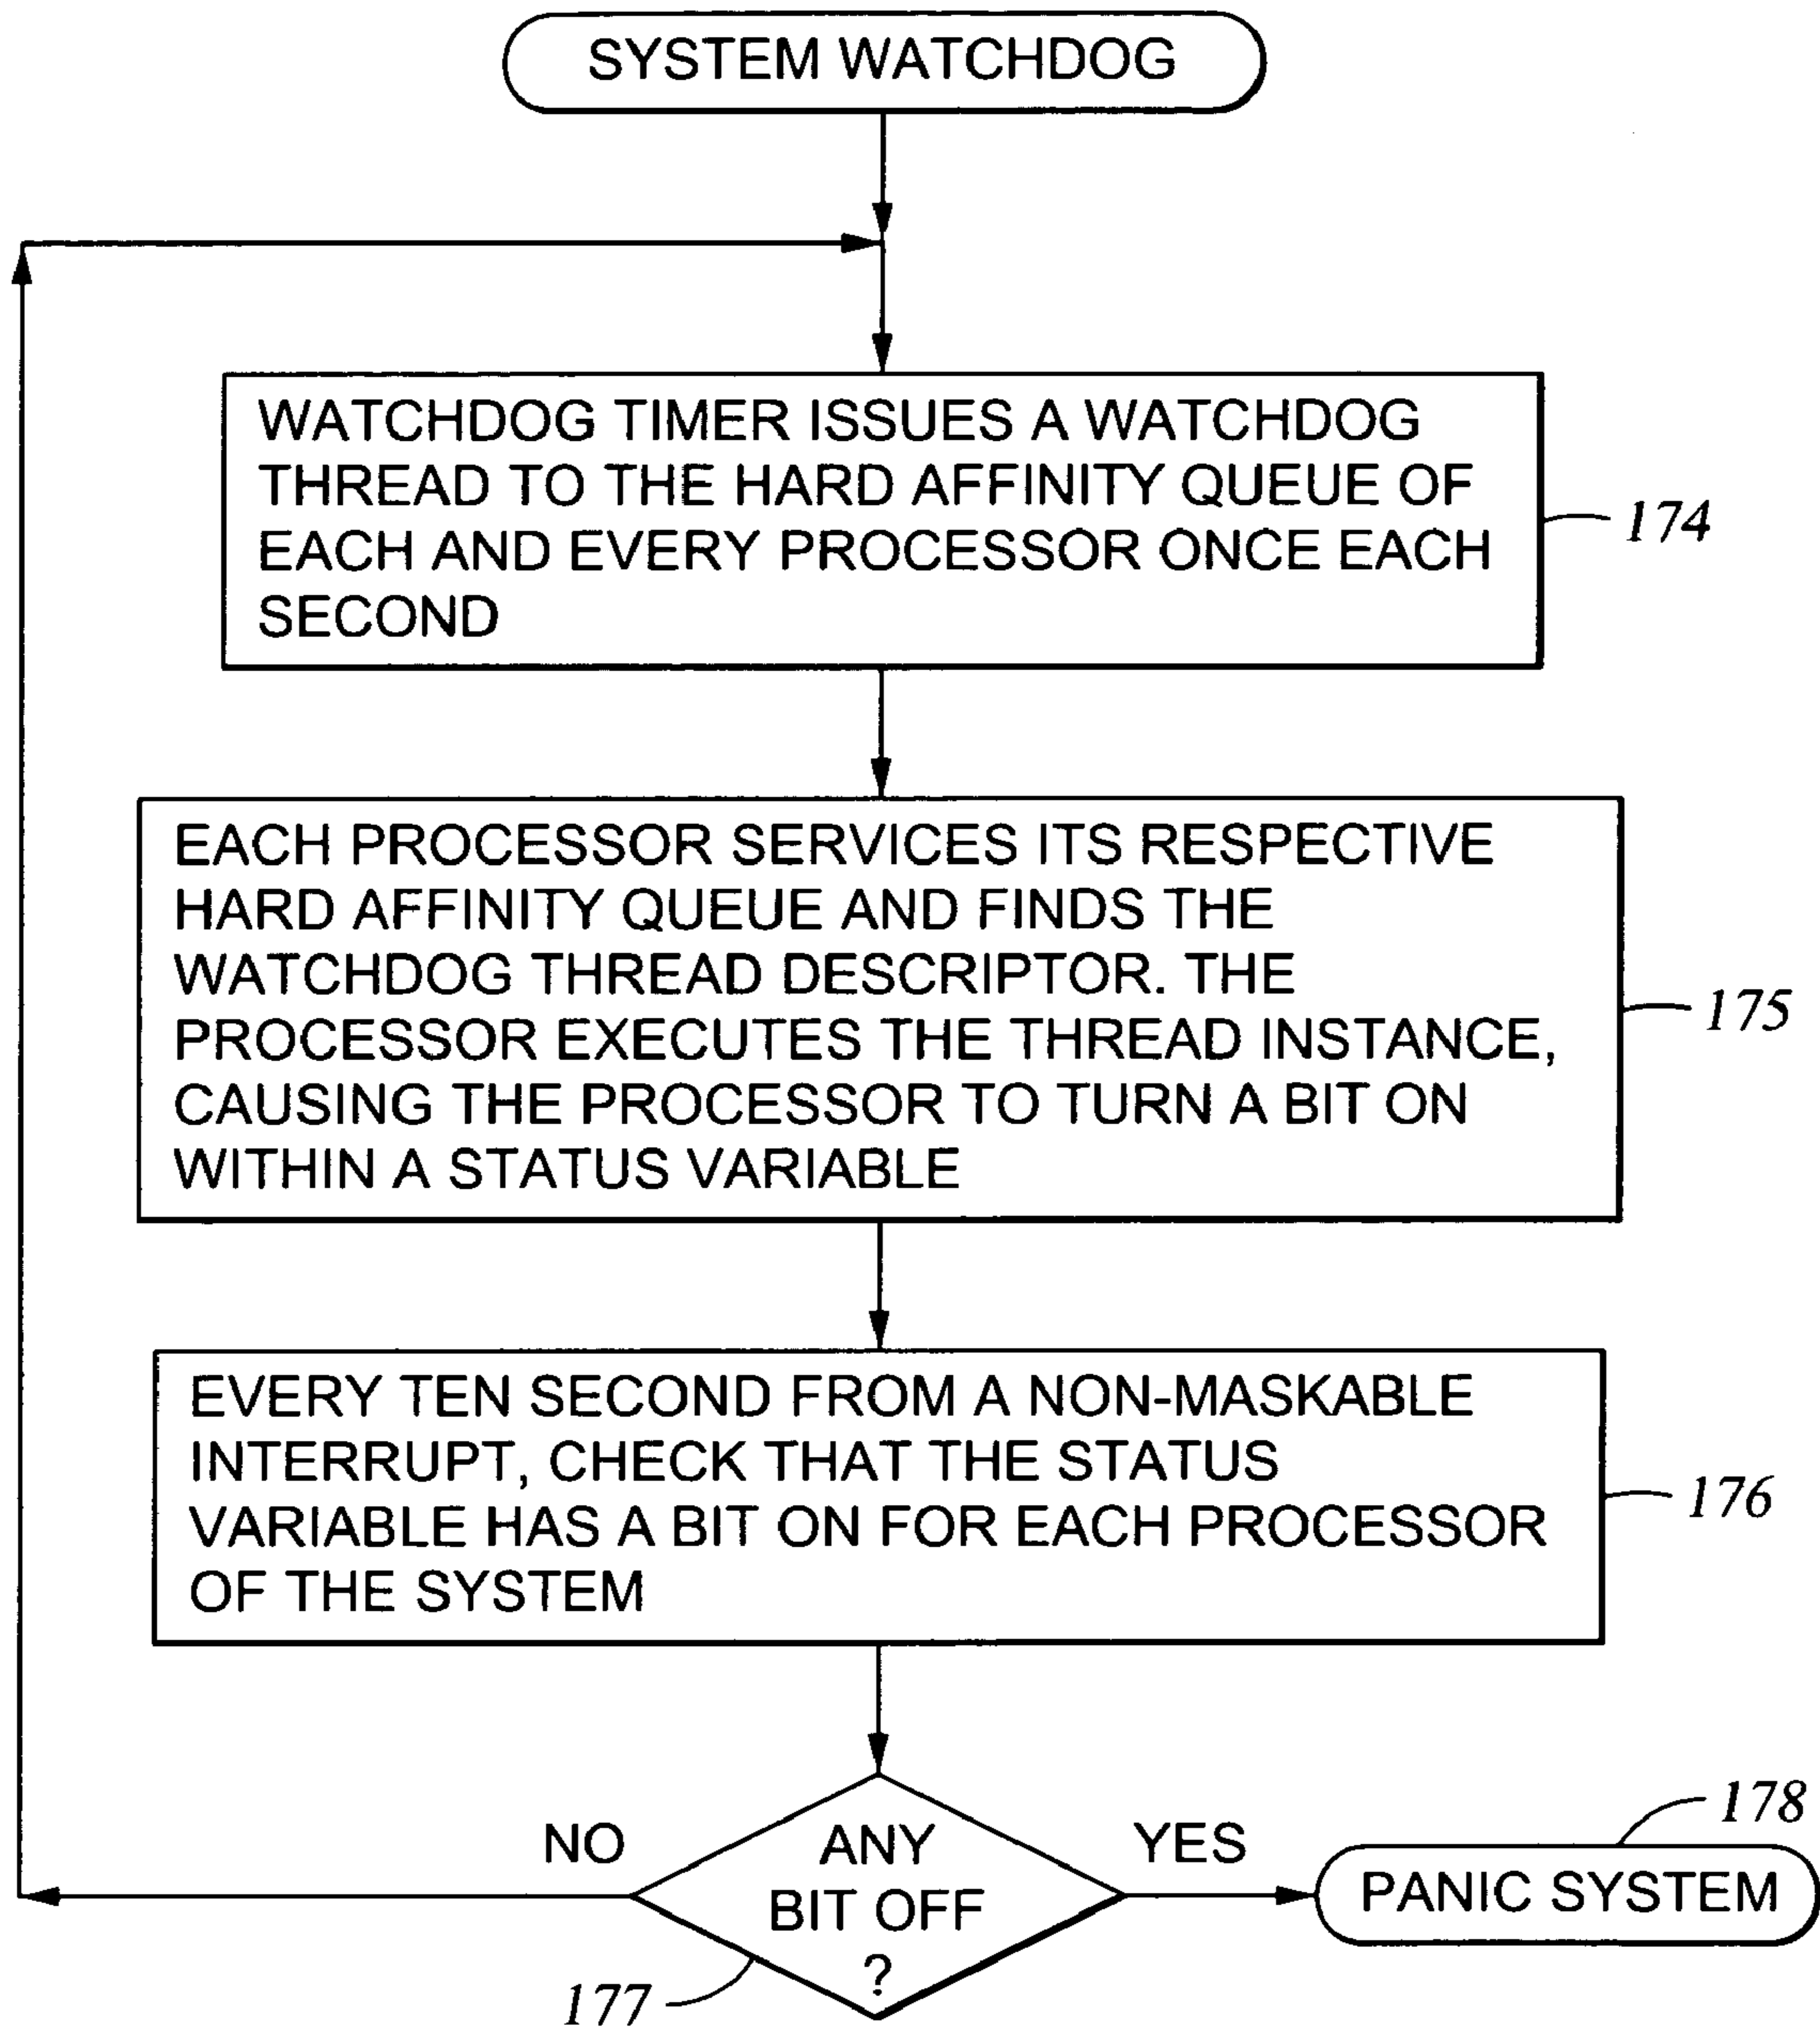 SYSTEM WATCHDOG
WATCHDOG TIMER ISSUES A WATCHDOG
THREAD TO THE HARD AFFINITY QUEUE OF
EACH AND EVERY PROCESSOR ONCE EACH
SECOND
174
EACH PROCESSOR SERVICES ITS RESPECTIVE
HARD AFFINITY QUEUE AND FINDS THE
WATCHDOG THREAD DESCRIPTOR. THE
PROCESSOR EXECUTES THE THREAD INSTANCE,
CAUSING THE PROCESSOR TO TURN A BIT ON
WITHIN A STATUS VARIABLE
175
EVERY TEN SECOND FROM A NON-MASKABLE
INTERRUPT, CHECK THAT THE STATUS
VARIABLE HAS A BIT ON FOR EACH PROCESSOR
OF THE SYSTEM
176
NO
ANY
BIT OFF
?
177
YES
178
PANIC SYSTEM